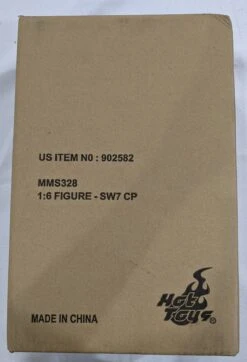 US ITEM N0 : 902582
MMS328
1:6 FIGURE - SW7 CP
Hot
Toys®
MADE IN CHINA